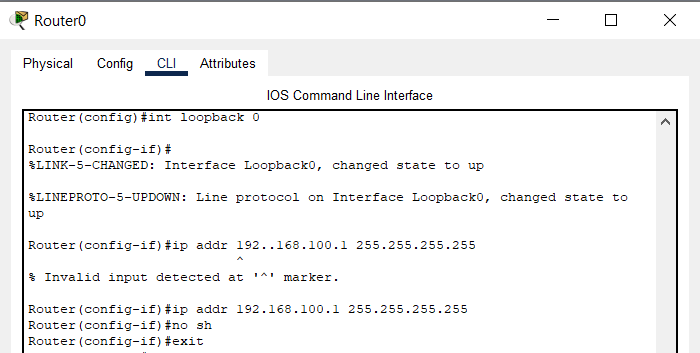 Router0
Physical Config CLI Attributes
IOS Command Line Interface
Router(config)#int loopback 0
Router(config-if)#
%LINK-5-CHANGED: Interface Loopback0, changed state to up
%LINEPROTO-5-UPDOWN: Line protocol on Interface Loopback0, changed state to
up
Router(config-if)#ip addr 192..168.100.1 255.255.255.255
^
% Invalid input detected at '^' marker.
Router(config-if)#ip addr 192.168.100.1 255.255.255.255
Router(config-if)#no sh
Router(config-if)#exit